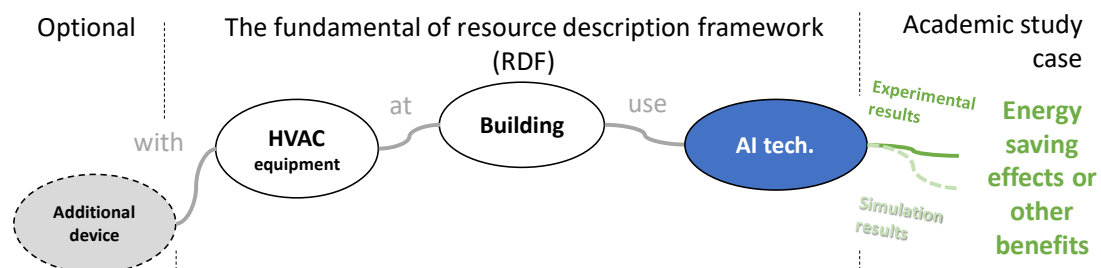 Optional
The fundamental of resource description framework
(RDF)
Academic study
case
with
Additional
device
HVAC
equipment
at
Building
use
AI tech.
Experimental
results
Simulation
results
Energy
saving
effects or
other
benefits